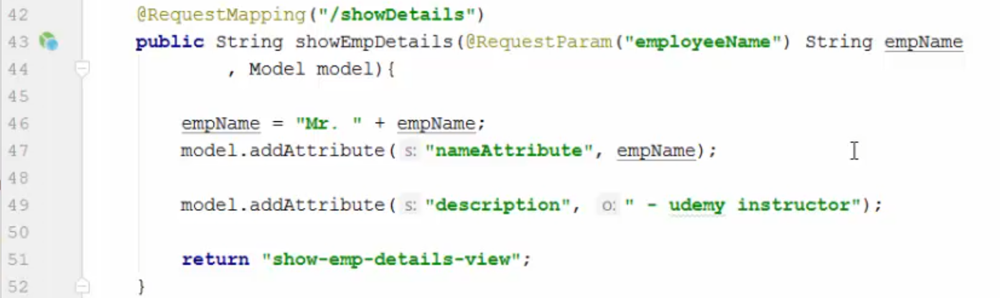 42 @RequestMapping("/showDetails")
43 public String showEmpDetails(@RequestParam("employeeName") String empName
44 , Model model){
45
46 empName = "Mr. " + empName;
47 model.addAttribute( s: "nameAttribute", empName);
48
49 model.addAttribute( s: "description", o: " - udemy instructor");
50
51 return "show-emp-details-view";
52 }